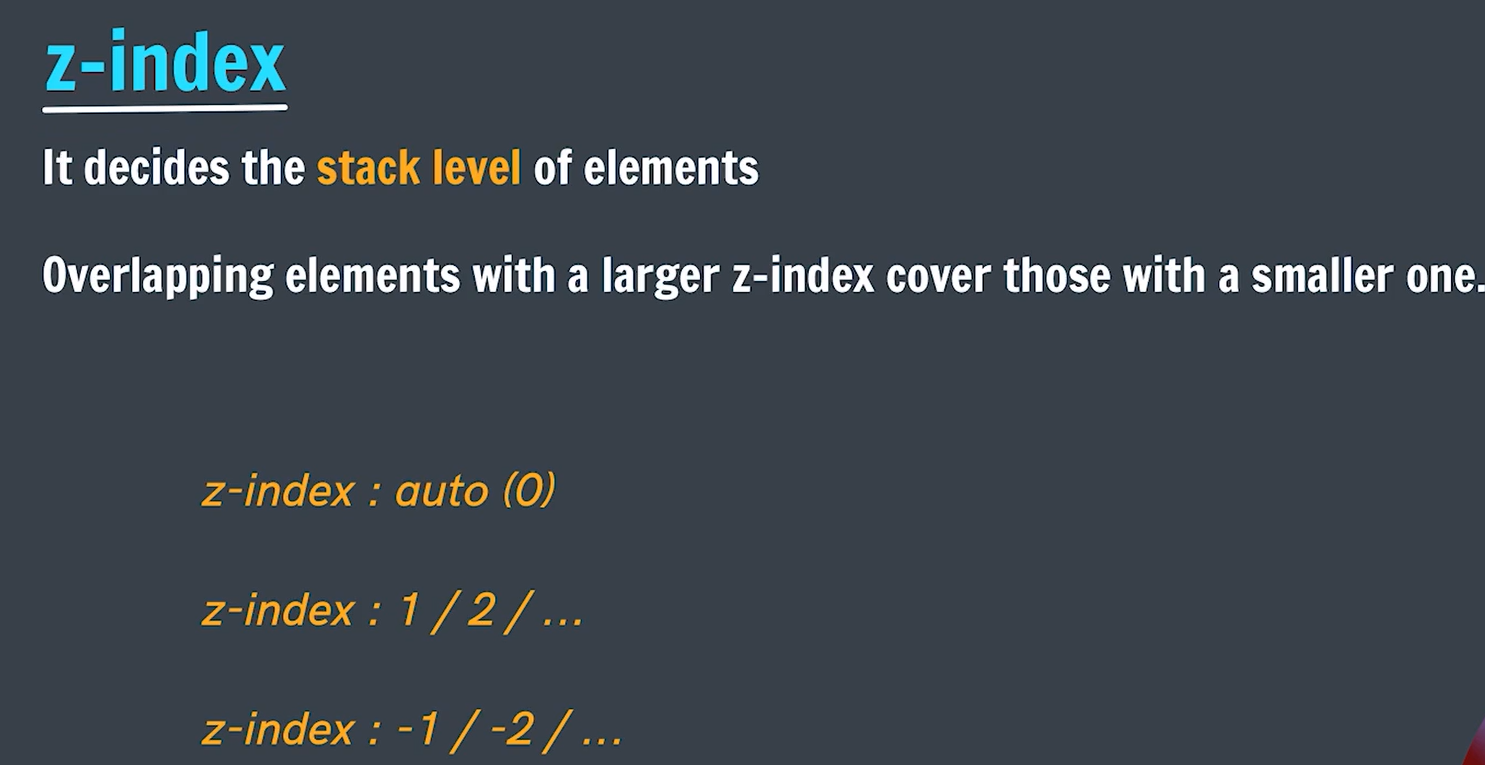 z-index
It decides the stack level of elements
Overlapping elements with a larger z-index cover those with a smaller one.
z-index : auto (0)
z-index : 1 / 2 / ...
z-index : -1 / -2 / ...